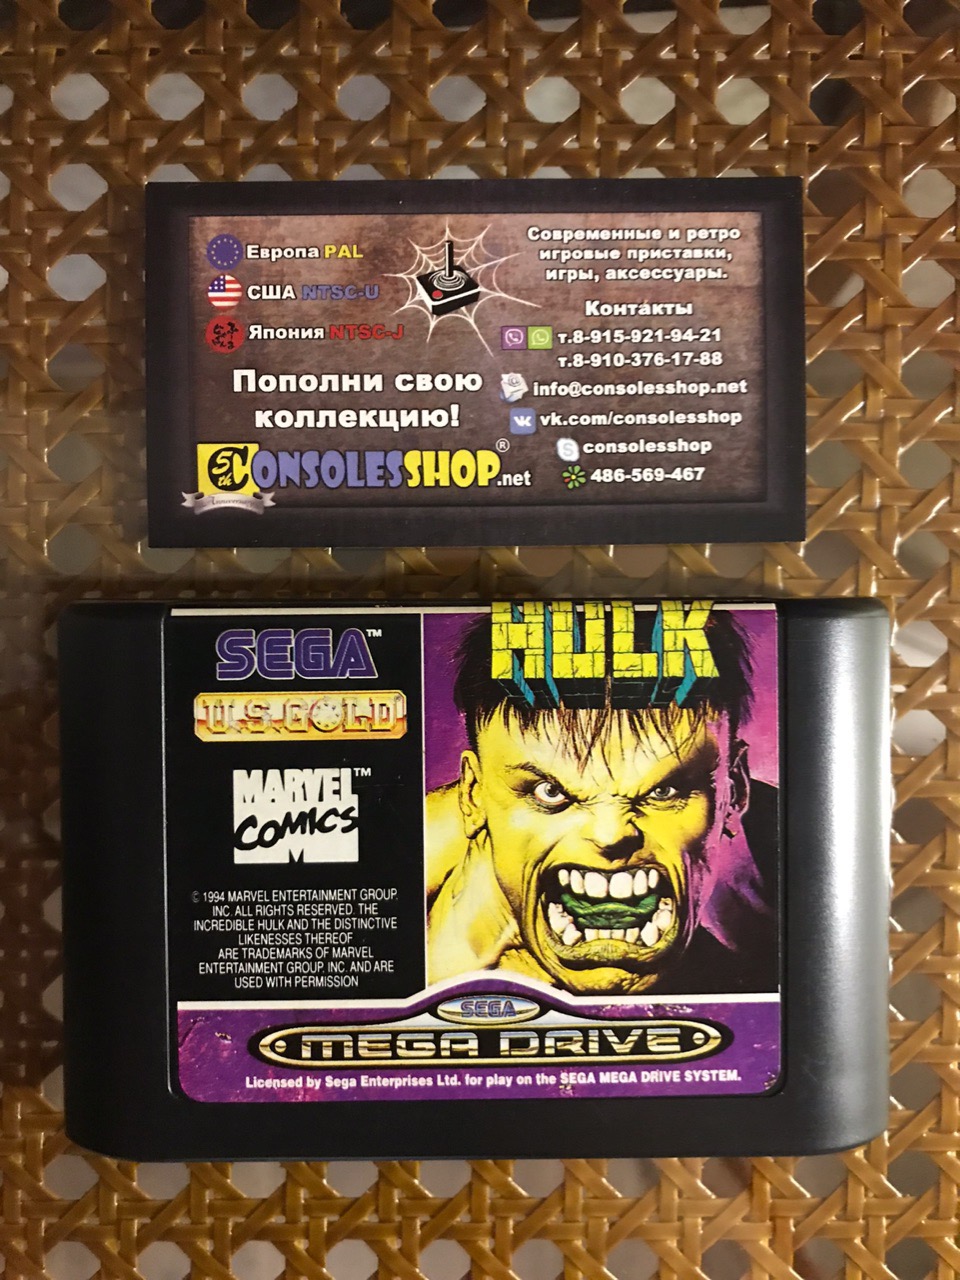 Европа PAL
США NTSC-U
Япония NTSC-J
Пополни свою
коллекцию!
5th
CONSOLESSHOP.net
®
Anniversary
Современные и ретро
игровые приставки,
игры, аксессуары.
Контакты
т.8-915-921-94-21
т.8-910-376-17-88
info@consolesshop.net
vk.com/consolesshop
consolesshop
486-569-467
SEGA™
U.S. GOLD
MARVEL™
COMICS
© 1994 MARVEL ENTERTAINMENT GROUP,
INC. ALL RIGHTS RESERVED. THE
INCREDIBLE HULK AND THE DISTINCTIVE
LIKENESSES THEREOF
ARE TRADEMARKS OF MARVEL
ENTERTAINMENT GROUP, INC. AND ARE
USED WITH PERMISSION
HULK
SEGA
MEGA DRIVE
Licensed by Sega Enterprises Ltd. for play on the SEGA MEGA DRIVE SYSTEM.